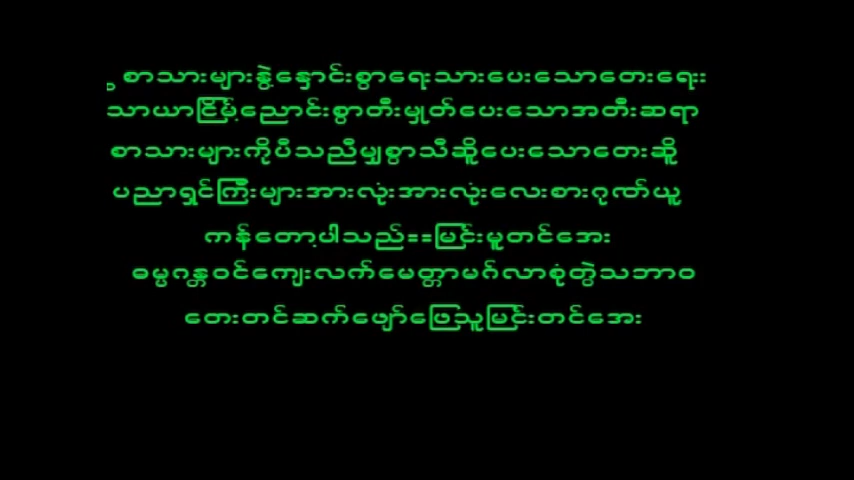 စာသားများနွဲ့နှောင်းစွာရေးသားပေးသောတေးရေး
သာယာငြိမ့်ညောင်းစွာတီးမှုတ်ပေးသောအတီးဆရာ
စာသားများကိုပီသညီမျှစွာသီဆိုပေးသောတေးဆို
ပညာရှင်ကြီးများအားလုံးအားလုံးလေးစားဂုဏ်ယူ
ကန်တော့ပါသည်==မြင်းမူတင်အေး
ဓမ္မဂန္တဝင်ကျေးလက်မေတ္တာမဂ်လာစုံတွဲသဘာဝ
တေးတင်ဆက်ဖျော်ဖြေသူမြင်းတင်အေး